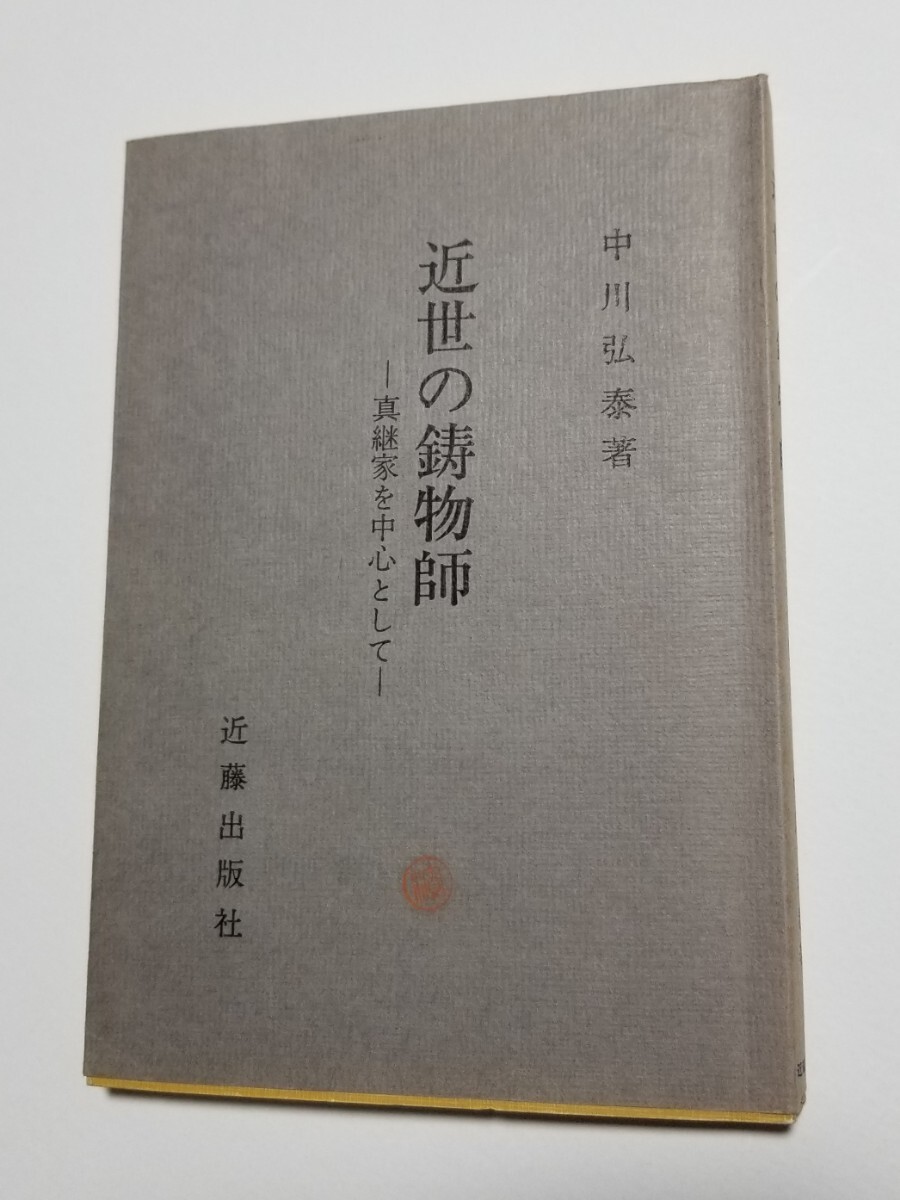 中川弘泰著
近世の鋳物師
―真継家を中心として―
近藤出版社